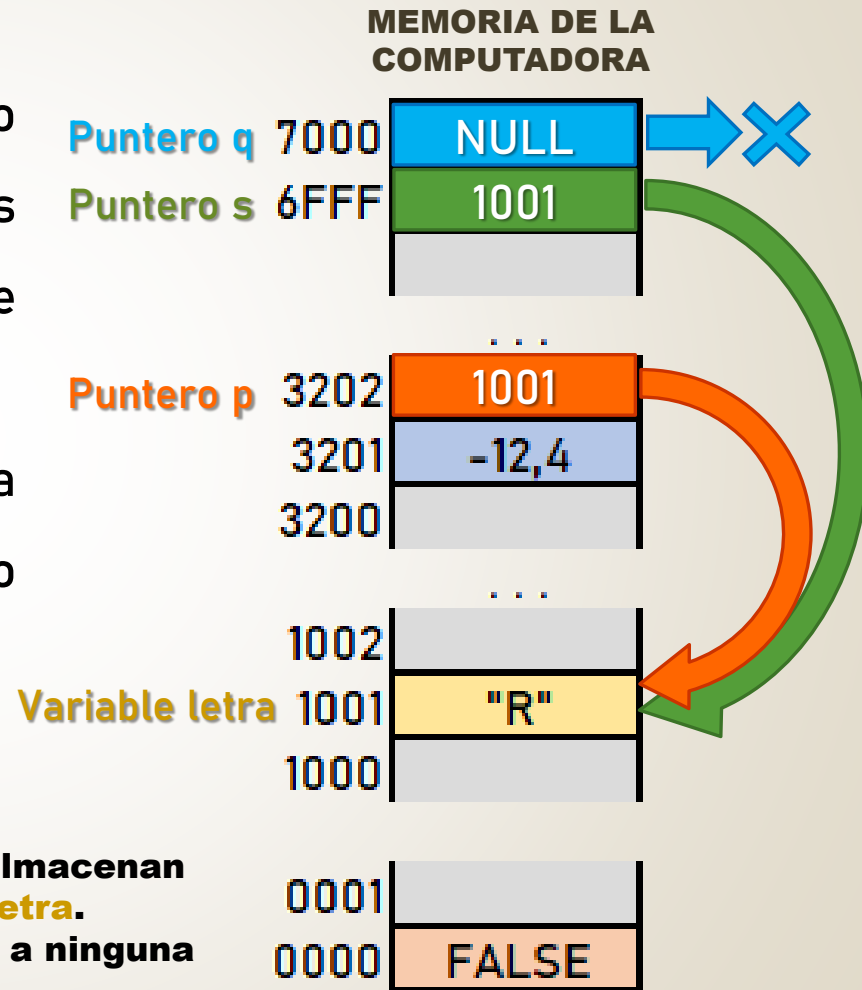 MEMORIA DE LA
COMPUTADORA
o
Puntero q 7000 NULL
s
Puntero s 6FFF 1001
e
. . .
Puntero p 3202 1001
3201 -12,4
a
3200
o
. . .
1002
Variable letra 1001 "R"
1000
lmacenan
etra.
0001
a ninguna
0000 FALSE